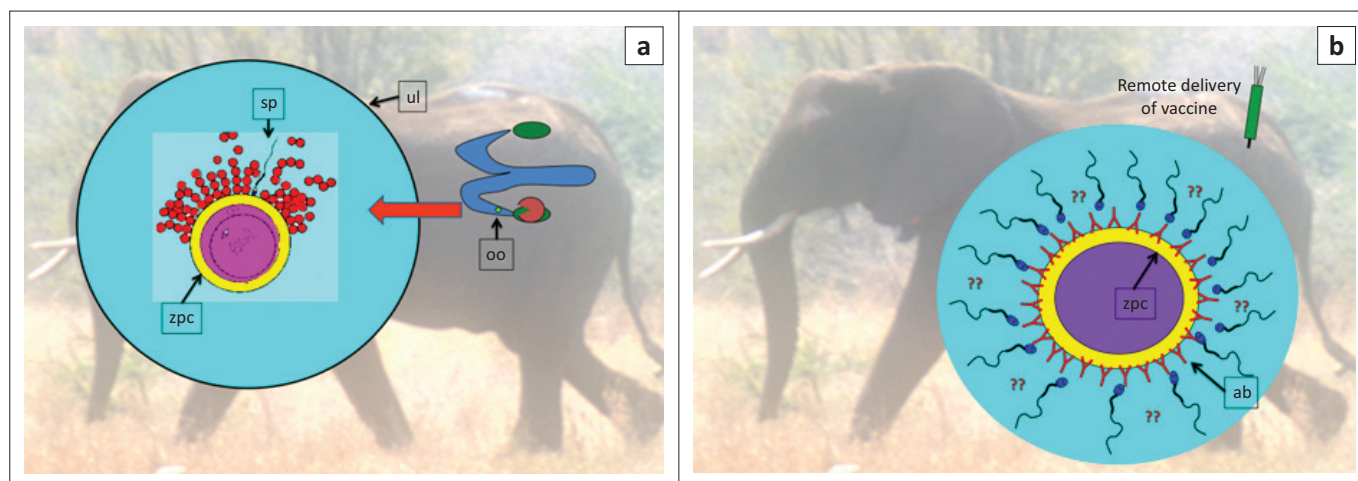 a
sp
ul
oo
zpc
b
Remote delivery
of vaccine
??
??
??
??
zpc
??
??
ab